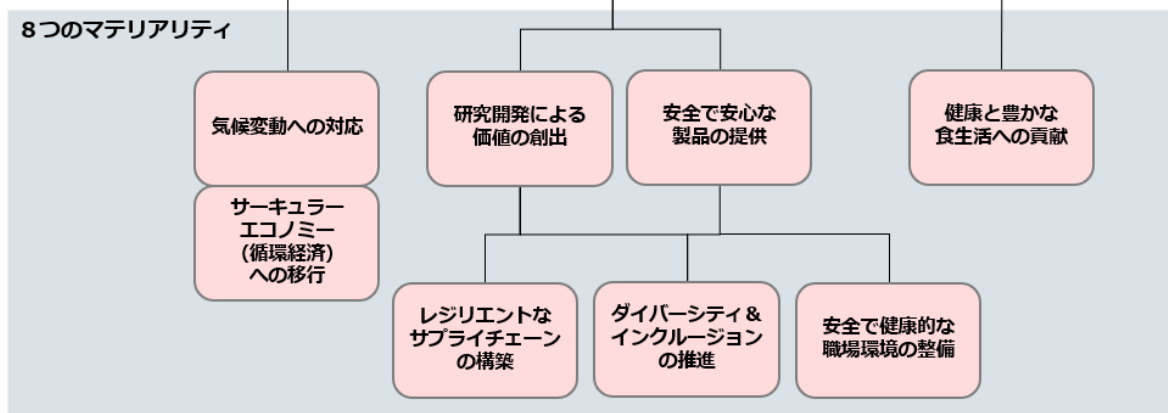 8つのマテリアリティ
気候変動への対応
研究開発による
価値の創出
安全で安心な
製品の提供
健康と豊かな
食生活への貢献
サーキュラー
エコノミー
(循環経済)
への移行
レジリエントな
サプライチェーン
の構築
ダイバーシティ&
インクルージョン
の推進
安全で健康的な
職場環境の整備